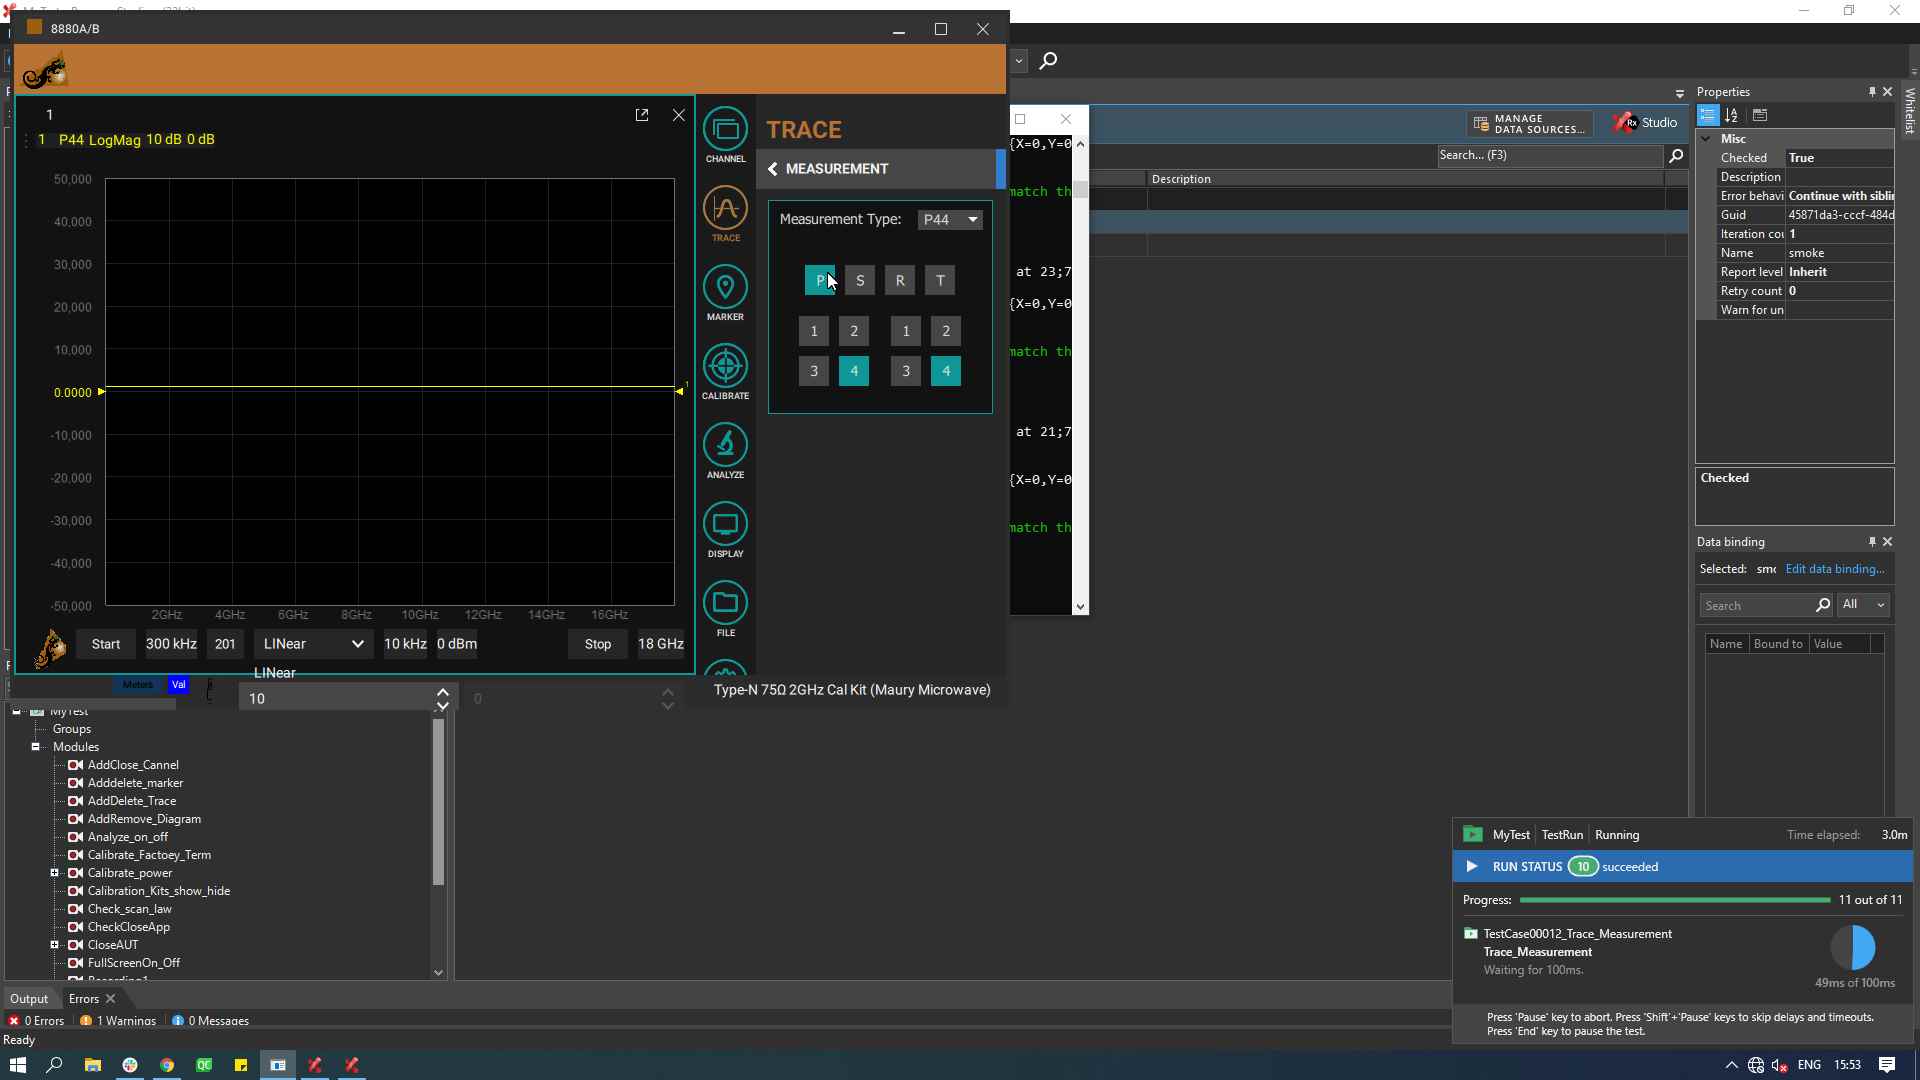 8880A/B
1
1 P44 LogMag 10 dB 0 dB
50,000
40,000
30,000
20,000
10,000
0.0000
-10,000
-20,000
-30,000
-40,000
-50,000
1
2GHz 4GHz 6GHz 8GHz 10GHz 12GHz 14GHz 16GHz
Start 300 kHz 201 LINear 10 kHz 0 dBm Stop 18 GHz
LINear
Meters Val
10
0
Type-N 75Ω 2GHz Cal Kit (Maury Microwave)
CHANNEL
TRACE
MARKER
CALIBRATE
ANALYZE
DISPLAY
FILE
TRACE
MEASUREMENT
Measurement Type: P44
P S R T
1 2 1 2
3 4 3 4
{X=0,Y=0
match th
at 23;7
{X=0,Y=0
match th
at 21;7
{X=0,Y=0
match th
MANAGE
DATA SOURCES...
Rx Studio
Search... (F3)
Description
Properties
Misc
Checked True
Description
Error behavi Continue with siblin
Guid 45871da3-cccf-484d
Iteration cou 1
Name smoke
Report level Inherit
Retry count 0
Warn for un
Checked
Whitelist
Data binding
Selected: smo Edit data binding...
Search All
Name Bound to Value
MyTest
Groups
Modules
AddClose_Cannel
Adddelete_marker
AddDelete_Trace
AddRemove_Diagram
Analyze_on_off
Calibrate_Factoey_Term
Calibrate_power
Calibration_Kits_show_hide
Check_scan_law
CheckCloseApp
CloseAUT
FullScreenOn_Off
Output Errors
0 Errors 1 Warnings 0 Messages
Ready
MyTest TestRun Running Time elapsed: 3.0m
RUN STATUS 10 succeeded
Progress: 11 out of 11
TestCase00012_Trace_Measurement
Trace_Measurement
Waiting for 100ms.
49ms of 100ms
Press 'Pause' key to abort. Press 'Shift'+'Pause' keys to skip delays and timeouts.
Press 'End' key to pause the test.
QC
ENG 15:53